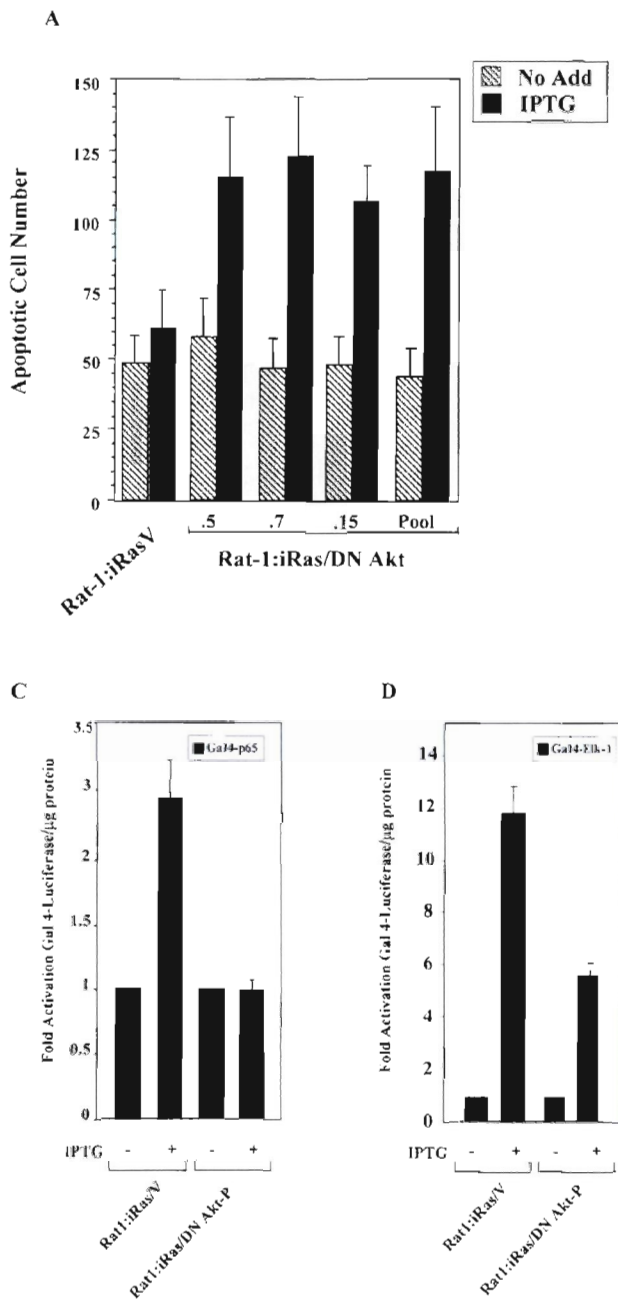 A
No Add
IPTG
150
125
100
75
50
25
0
Apoptotic Cell Number
.5 .7 .15 Pool
Rat-1:iRasV
Rat-1:iRas/DN Akt
C
3.5
3
2
1.5
1
0.5
0
Gal4-p65
Fold Activation Gal 4-Luciferase/µg protein
IPTG - + - +
Rat1:iRas/V
Rat1:iRas/DN Akt-P
D
14
12
10
8
6
4
2
0
Gal4-Elk-1
Fold Activation Gal 4-Luciferase/µg protein
IPTG - + - +
Rat1:iRas/V
Rat1:iRas/DN Akt-P